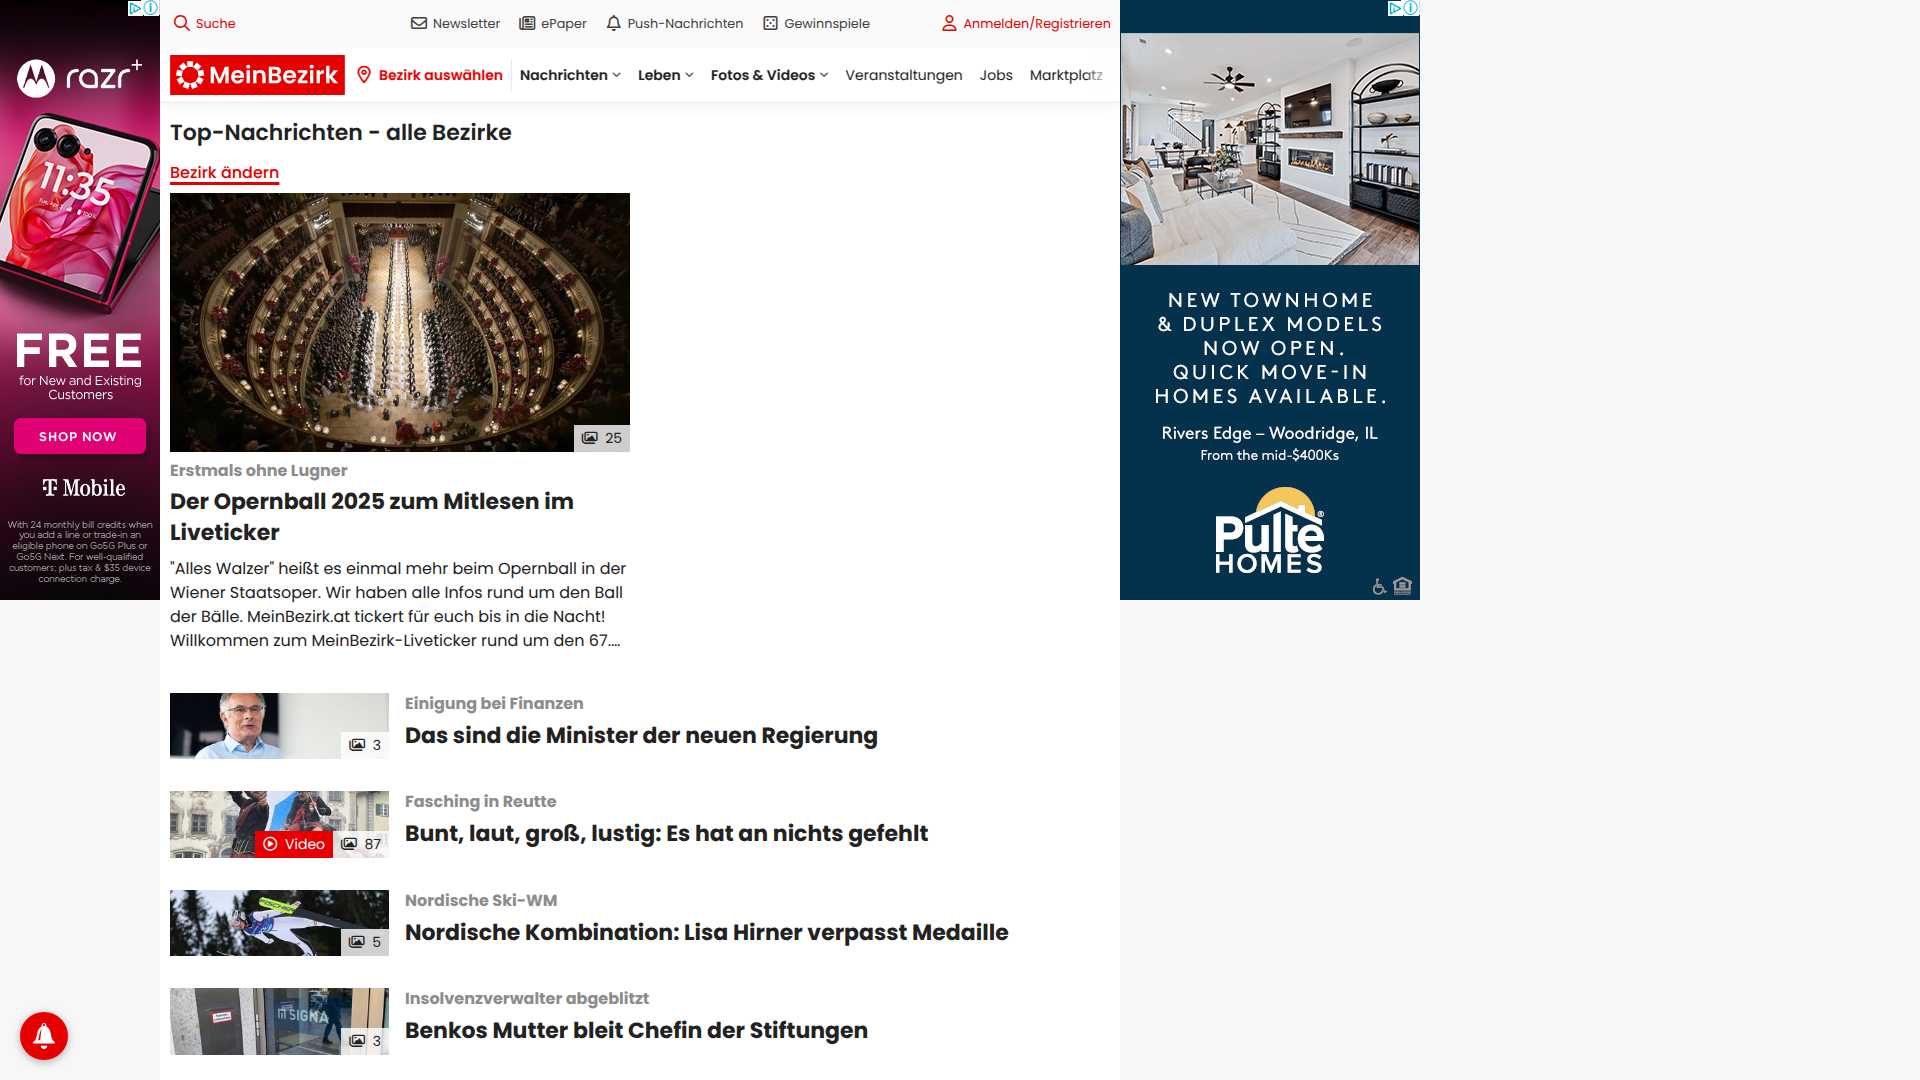 Suche
Newsletter
ePaper
Push-Nachrichten
Gewinnspiele
Anmelden/Registrieren
MeinBezirk
Bezirk auswählen
Nachrichten
Leben
Fotos & Videos
Veranstaltungen
Jobs
Marktplatz
Top-Nachrichten - alle Bezirke
Bezirk ändern
25
Erstmals ohne Lugner
Der Opernball 2025 zum Mitlesen im
Liveticker
"Alles Walzer" heißt es einmal mehr beim Opernball in der
Wiener Staatsoper. Wir haben alle Infos rund um den Ball
der Bälle. MeinBezirk.at tickert für euch bis in die Nacht!
Willkommen zum MeinBezirk-Liveticker rund um den 67....
3
Einigung bei Finanzen
Das sind die Minister der neuen Regierung
Video
87
Fasching in Reutte
Bunt, laut, groß, lustig: Es hat an nichts gefehlt
5
Nordische Ski-WM
Nordische Kombination: Lisa Hirner verpasst Medaille
SIGNA
3
Insolvenzverwalter abgeblitzt
Benkos Mutter bleit Chefin der Stiftungen
razr+
11:35
FREE
for New and Existing
Customers
SHOP NOW
T Mobile
With 24 monthly bill credits when
you add a line or trade-in an
eligible phone on Go5G Plus or
Go5G Next. For well-qualified
customers; plus tax & $35 device
connection charge.
NEW TOWNHOME
& DUPLEX MODELS
NOW OPEN.
QUICK MOVE-IN
HOMES AVAILABLE.
Rivers Edge – Woodridge, IL
From the mid-$400Ks
Pulte®
HOMES